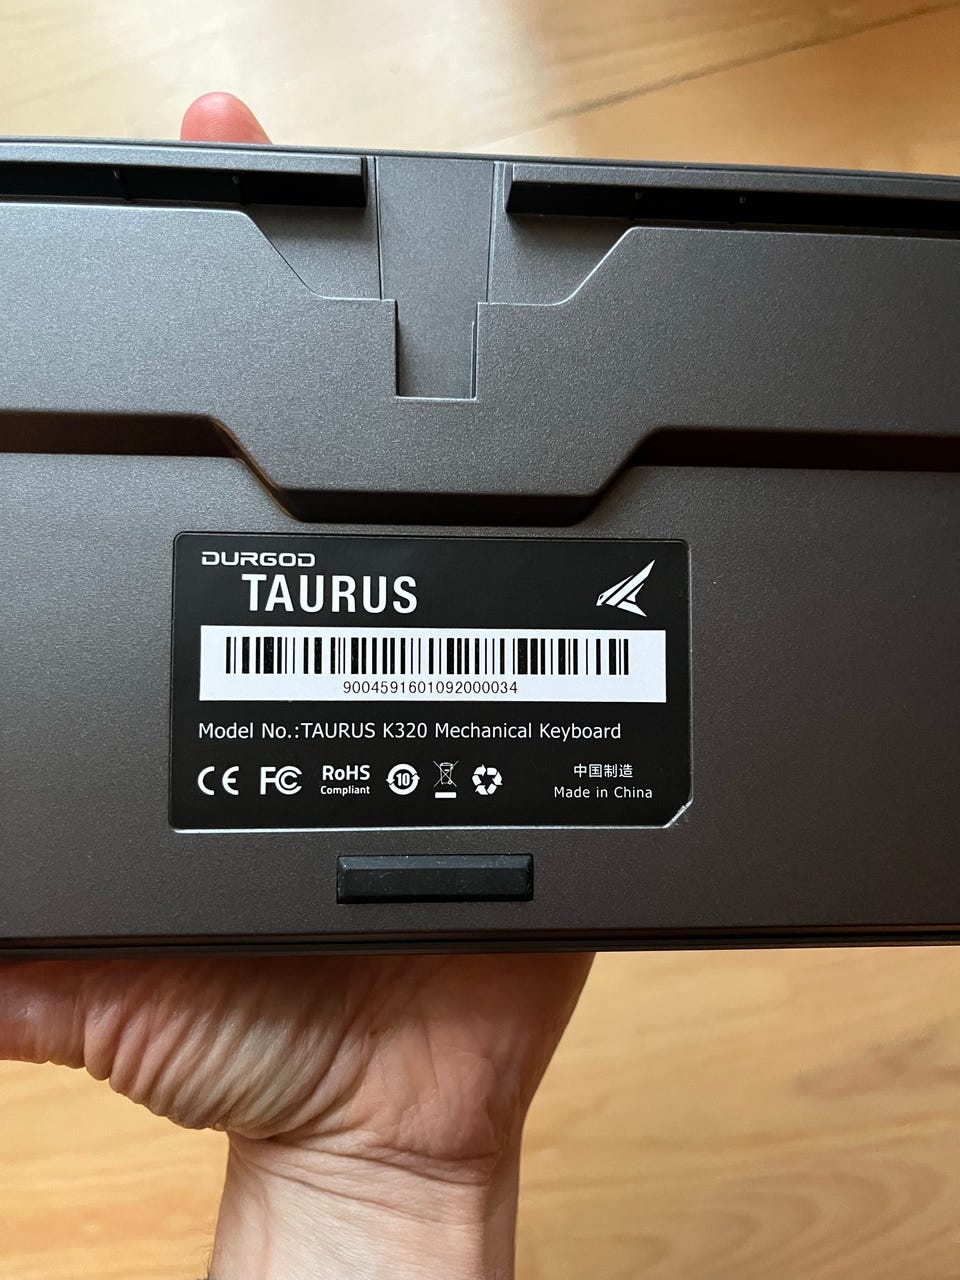 DURGOD
TAURUS
9004591601092000034
Model No.:TAURUS K320 Mechanical Keyboard
CE FC RoHS Compliant 10
中国制造
Made in China